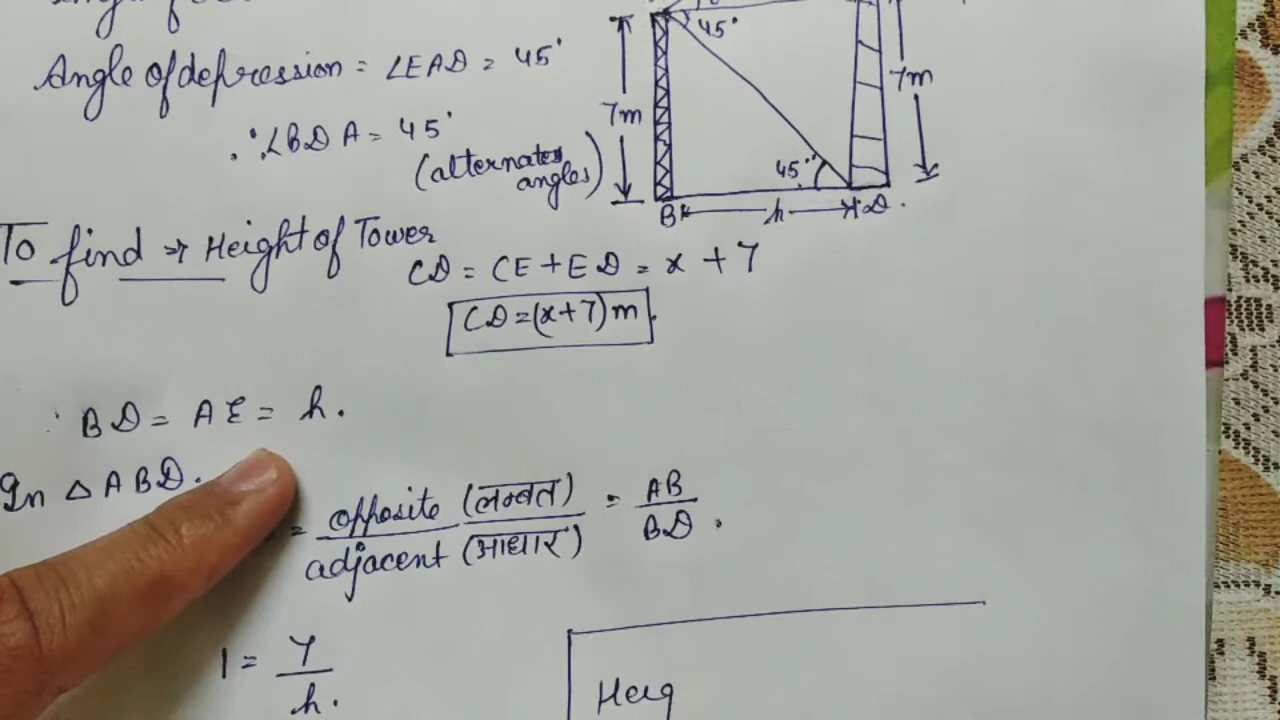 Angle of depression = ∠EAD = 45°
∴ ∠BDA = 45°
(alternates angles)
45°
7m
7m
45°
B
h
D.
To find ⇒ Height of Tower
CD = CE + ED = x + 7
CD = (x+7)m.
∵ BD = AE = h.
In △ABD.
= opposite (लम्बत) / adjacent (आधार) = AB / BD.
1 = 7 / h.
Heig